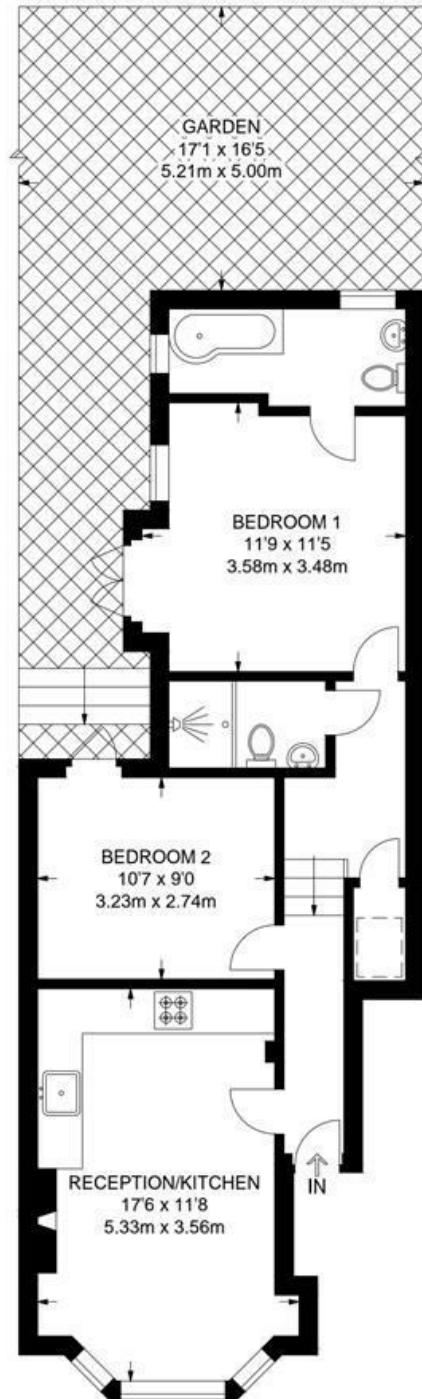 GARDEN
17'1 x 16'5
5.21m x 5.00m
BEDROOM 1
11'9 x 11'5
3.58m x 3.48m
BEDROOM 2
10'7 x 9'0
3.23m x 2.74m
RECEPTION/KITCHEN
17'6 x 11'8
5.33m x 3.56m
IN